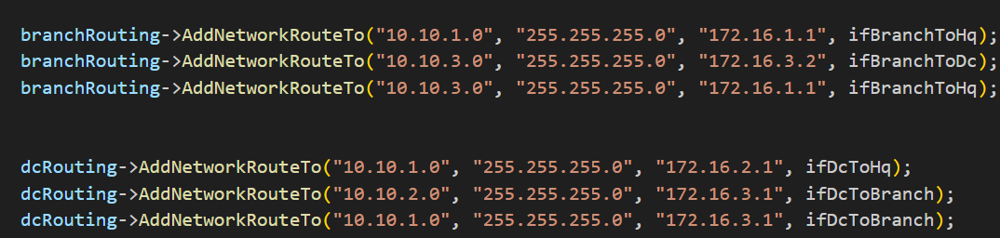 branchRouting->AddNetworkRouteTo("10.10.1.0", "255.255.255.0", "172.16.1.1", ifBranchToHq);
branchRouting->AddNetworkRouteTo("10.10.3.0", "255.255.255.0", "172.16.3.2", ifBranchToDc);
branchRouting->AddNetworkRouteTo("10.10.3.0", "255.255.255.0", "172.16.1.1", ifBranchToHq);
dcRouting->AddNetworkRouteTo("10.10.1.0", "255.255.255.0", "172.16.2.1", ifDcToHq);
dcRouting->AddNetworkRouteTo("10.10.2.0", "255.255.255.0", "172.16.3.1", ifDcToBranch);
dcRouting->AddNetworkRouteTo("10.10.1.0", "255.255.255.0", "172.16.3.1", ifDcToBranch);